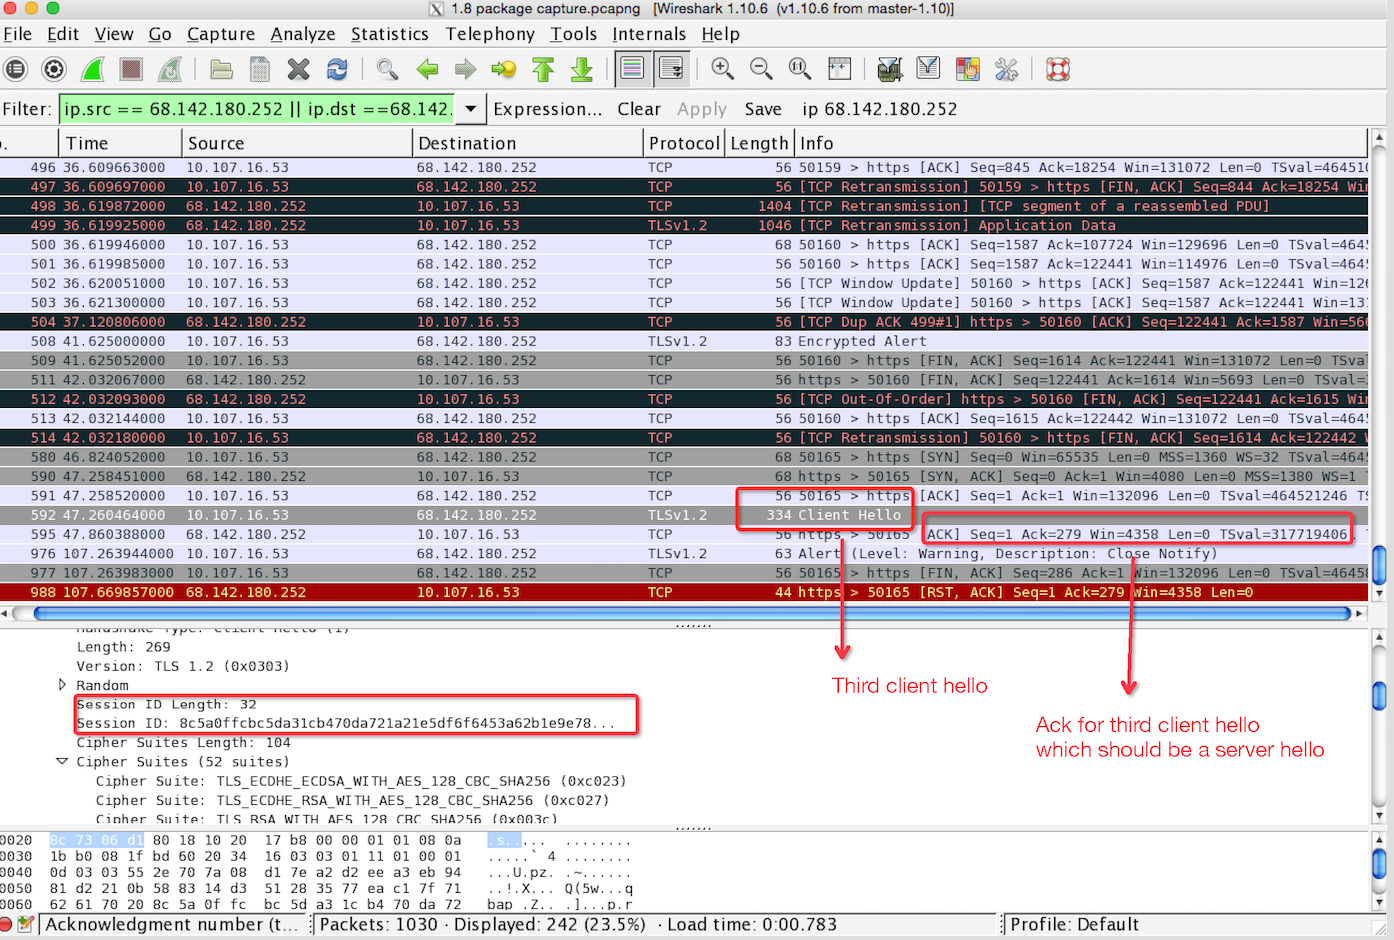 1.8 package capture.pcapng [Wireshark 1.10.6 (v1.10.6 from master-1.10)]
File Edit View Go Capture Analyze Statistics Telephony Tools Internals Help
Filter: ip.src == 68.142.180.252 || ip.dst ==68.142. Expression... Clear Apply Save ip 68.142.180.252
. Time Source Destination Protocol Length Info
496 36.609663000 10.107.16.53 68.142.180.252 TCP 56 50159 > https [ACK] Seq=845 Ack=18254 Win=131072 Len=0 TSval=464510
497 36.609697000 10.107.16.53 68.142.180.252 TCP 56 [TCP Retransmission] 50159 > https [FIN, ACK] Seq=844 Ack=18254 Wi
498 36.619872000 68.142.180.252 10.107.16.53 TCP 1404 [TCP Retransmission] [TCP segment of a reassembled PDU]
499 36.619925000 68.142.180.252 10.107.16.53 TLSv1.2 1046 [TCP Retransmission] Application Data
500 36.619946000 10.107.16.53 68.142.180.252 TCP 68 50160 > https [ACK] Seq=1587 Ack=107724 Win=129696 Len=0 TSval=464
501 36.619985000 10.107.16.53 68.142.180.252 TCP 56 50160 > https [ACK] Seq=1587 Ack=122441 Win=114976 Len=0 TSval=464
502 36.620051000 10.107.16.53 68.142.180.252 TCP 56 [TCP Window Update] 50160 > https [ACK] Seq=1587 Ack=122441 Win=12
503 36.621300000 10.107.16.53 68.142.180.252 TCP 56 [TCP Window Update] 50160 > https [ACK] Seq=1587 Ack=122441 Win=13
504 37.120806000 68.142.180.252 10.107.16.53 TCP 56 [TCP Dup ACK 499#1] https > 50160 [ACK] Seq=122441 Ack=1587 Win=56
508 41.625000000 10.107.16.53 68.142.180.252 TLSv1.2 83 Encrypted Alert
509 41.625052000 10.107.16.53 68.142.180.252 TCP 56 50160 > https [FIN, ACK] Seq=1614 Ack=122441 Win=131072 Len=0 TSva
511 42.032067000 68.142.180.252 10.107.16.53 TCP 56 https > 50160 [FIN, ACK] Seq=122441 Ack=1614 Win=5693 Len=0 TSval=
512 42.032093000 68.142.180.252 10.107.16.53 TCP 56 [TCP Out-Of-Order] https > 50160 [FIN, ACK] Seq=122441 Ack=1615 Wi
513 42.032144000 10.107.16.53 68.142.180.252 TCP 56 50160 > https [ACK] Seq=1615 Ack=122442 Win=131072 Len=0 TSval=464
514 42.032180000 10.107.16.53 68.142.180.252 TCP 56 [TCP Retransmission] 50160 > https [FIN, ACK] Seq=1614 Ack=122442
580 46.824052000 10.107.16.53 68.142.180.252 TCP 68 50165 > https [SYN] Seq=0 Win=65535 Len=0 MSS=1360 WS=32 TSval=464
590 47.258451000 68.142.180.252 10.107.16.53 TCP 68 https > 50165 [SYN, ACK] Seq=0 Ack=1 Win=4080 Len=0 MSS=1380 WS=1
591 47.258520000 10.107.16.53 68.142.180.252 TCP 56 50165 > https [ACK] Seq=1 Ack=1 Win=132096 Len=0 TSval=464521246 TS
592 47.260464000 10.107.16.53 68.142.180.252 TLSv1.2 334 Client Hello
595 47.860388000 68.142.180.252 10.107.16.53 TCP 56 https > 50165 [ACK] Seq=1 Ack=279 Win=4358 Len=0 TSval=317719406
976 107.263944000 10.107.16.53 68.142.180.252 TLSv1.2 63 Alert (Level: Warning, Description: Close Notify)
977 107.263983000 10.107.16.53 68.142.180.252 TCP 56 50165 > https [FIN, ACK] Seq=286 Ack=1 Win=132096 Len=0 TSval=46458
988 107.669857000 68.142.180.252 10.107.16.53 TCP 44 https > 50165 [RST, ACK] Seq=1 Ack=279 Win=4358 Len=0
Handshake Type: Client Hello (1)
Length: 269
Version: TLS 1.2 (0x0303)
Random
Session ID Length: 32
Session ID: 8c5a0ffcbc5da31cb470da721a21e5df6f6453a62b1e9e78...
Cipher Suites Length: 104
Cipher Suites (52 suites)
Cipher Suite: TLS_ECDHE_ECDSA_WITH_AES_128_CBC_SHA256 (0xc023)
Cipher Suite: TLS_ECDHE_RSA_WITH_AES_128_CBC_SHA256 (0xc027)
Cipher Suite: TLS_RSA_WITH_AES_128_CBC_SHA256 (0x003c)
Third client hello
Ack for third client hello
which should be a server hello
0020 8c 73 06 d1 80 18 10 20 17 b8 00 00 01 01 08 0a .s..... ........
0030 1b b0 08 1f bd 60 20 34 16 03 03 01 11 01 00 01 .....` 4 ........
0040 0d 03 03 55 2e 70 7a 08 d1 7e a2 d2 ee a3 eb 94 ...U.pz. .~......
0050 81 d2 21 0b 58 83 14 d3 51 28 35 77 ea c1 7f 71 ..!.X... Q(5w...q
0060 62 61 70 20 8c 5a 0f fc bc 5d a3 1c b4 70 da 72 bap .Z.. .]...p.r
Acknowledgment number (t... Packets: 1030 · Displayed: 242 (23.5%) · Load time: 0:00.783 Profile: Default